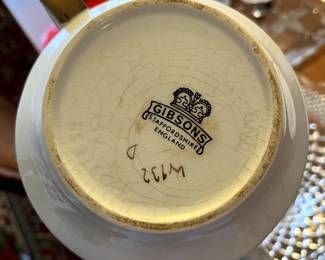 GIBSONS
STAFFORDSHIRE
ENGLAND
D
W132